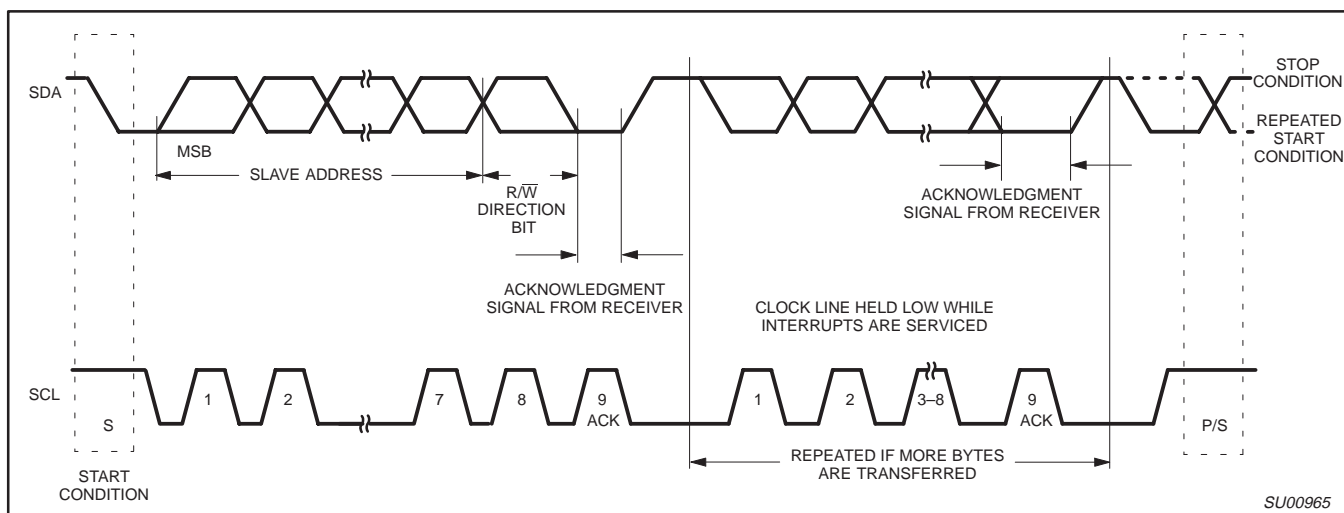 SDA
MSB
SLAVE ADDRESS
R/W̅
DIRECTION
BIT
ACKNOWLEDGMENT
SIGNAL FROM RECEIVER
ACKNOWLEDGMENT
SIGNAL FROM RECEIVER
STOP
CONDITION
REPEATED
START
CONDITION
CLOCK LINE HELD LOW WHILE
INTERRUPTS ARE SERVICED
SCL
S
1
2
7
8
9
ACK
1
2
3–8
9
ACK
P/S
START
CONDITION
REPEATED IF MORE BYTES
ARE TRANSFERRED
SU00965